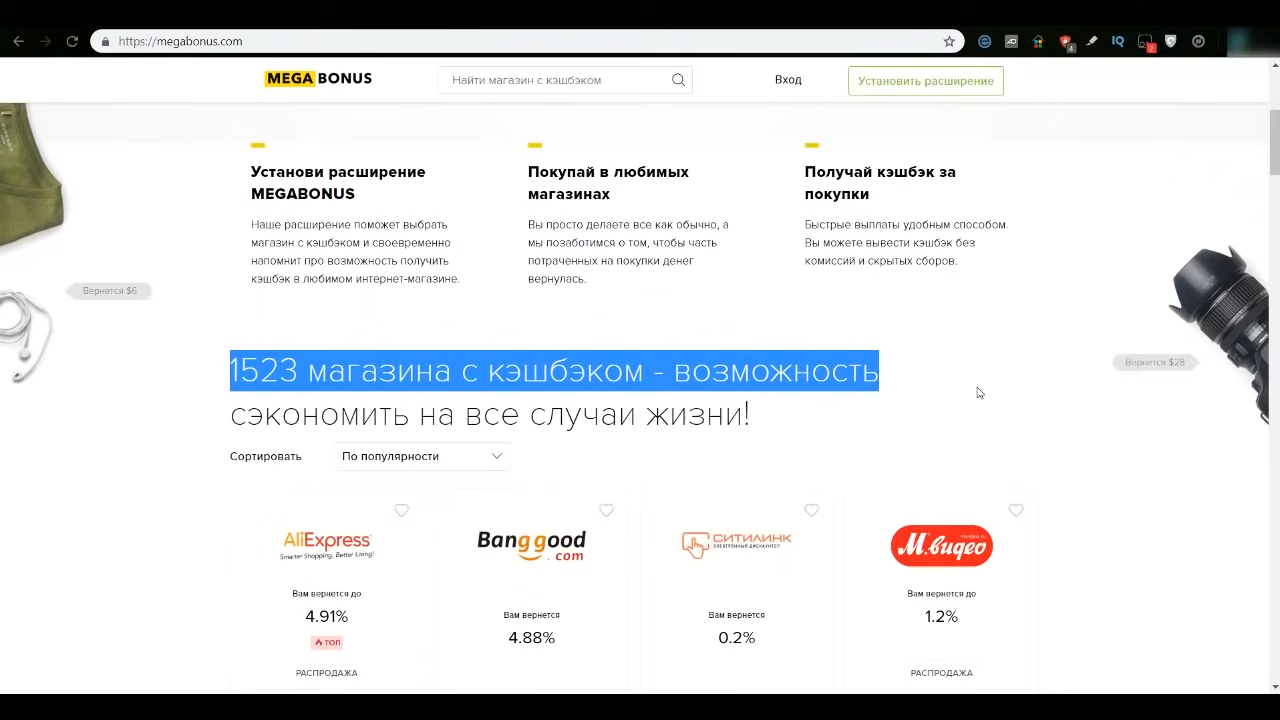 https://megabonus.com
4
IQ
2
MEGA BONUS
Найти магазин с кэшбэком
Вход
Установить расширение
Установи расширение
MEGABONUS
Наше расширение поможет выбрать
магазин с кэшбэком и своевременно
напомнит про возможность получить
кэшбэк в любимом интернет-магазине.
Покупай в любимых
магазинах
Вы просто делаете все как обычно, а
мы позаботимся о том, чтобы часть
потраченных на покупки денег
вернулась.
Получай кэшбэк за
покупки
Быстрые выплаты удобным способом.
Вы можете вывести кэшбэк без
комиссий и скрытых сборов.
Вернется $6
Вернется $28
1523 магазина с кэшбэком - возможность
сэкономить на все случаи жизни!
Сортировать
По популярности
AliExpress
Smarter Shopping, Better Living!
Вам вернется до
4.91%
ТОП
РАСПРОДАЖА
Banggood
.com
Вам вернется
4.88%
СИТИЛИНК
ЭЛЕКТРОННЫЙ ДИСКАУНТЕР
Вам вернется
0.2%
М.видео
Вам вернется до
1.2%
РАСПРОДАЖА